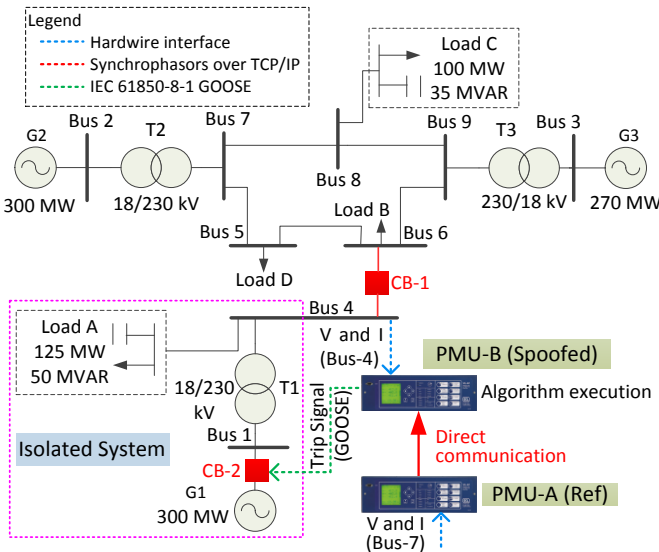 Legend
Hardwire interface
Synchrophasors over TCP/IP
IEC 61850-8-1 GOOSE
Load C
100 MW
35 MVAR
G2
Bus 2
T2
Bus 7
Bus 9
T3
Bus 3
G3
300 MW
18/230 kV
Bus 8
230/18 kV
270 MW
Load B
Bus 5
Bus 6
Load D
CB-1
Bus 4
Load A
125 MW
50 MVAR
V and I
(Bus-4)
PMU-B (Spoofed)
18/230
kV
T1
Algorithm execution
Trip Signal
(GOOSE)
Bus 1
Isolated System
Direct
communication
CB-2
G1
300 MW
PMU-A (Ref)
V and I
(Bus-7)